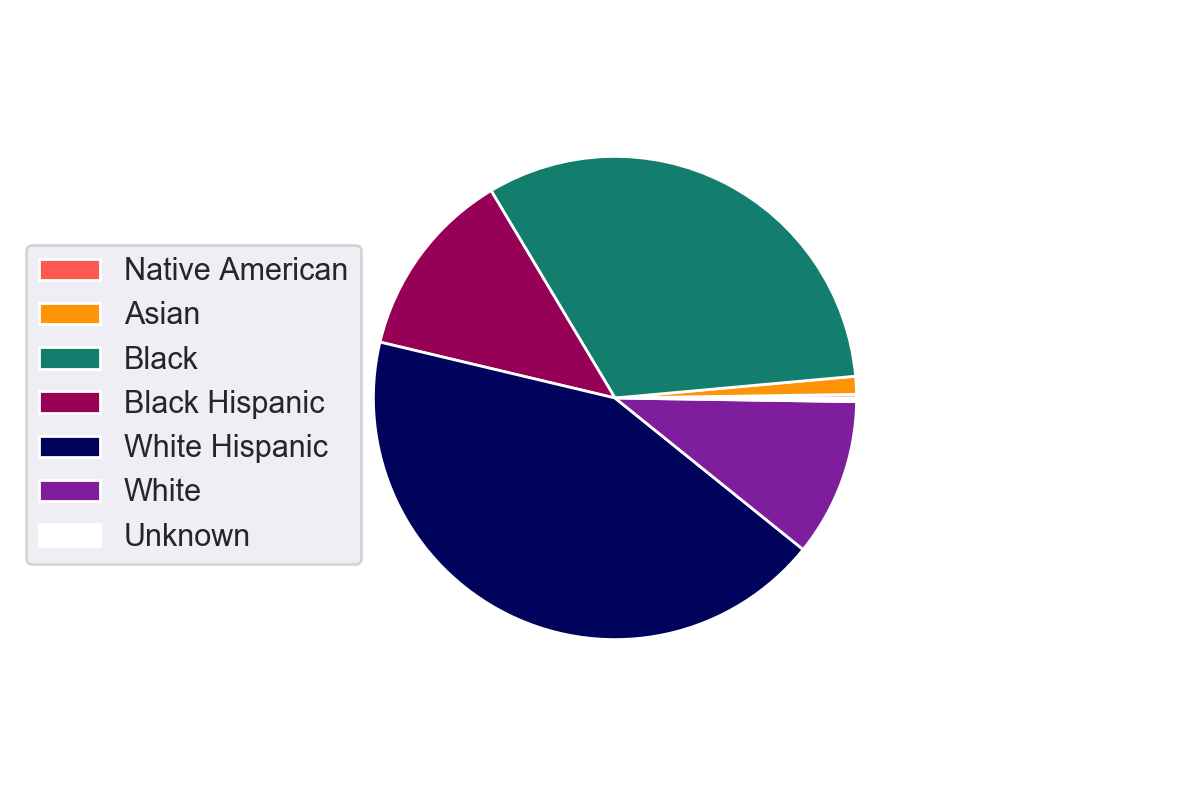 Native American
Asian
Black
Black Hispanic
White Hispanic
White
Unknown